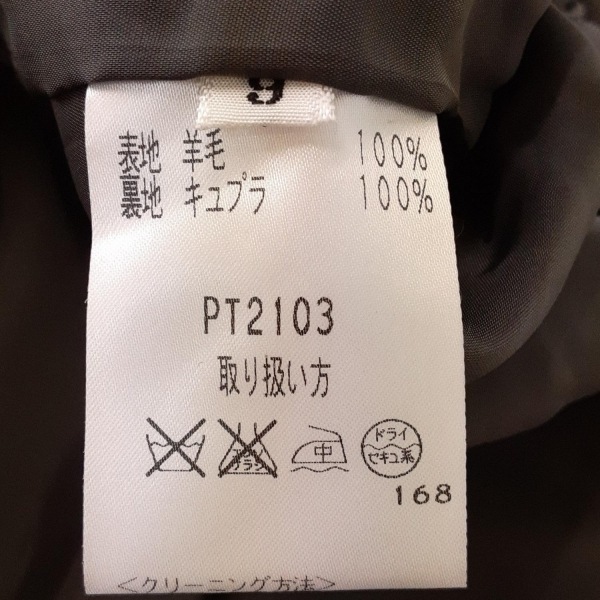 9
表地 羊毛 100%
裏地 キュプラ 100%
PT2103
取り扱い方
中 ドライ セキユ系
168
<クリーニング方法>